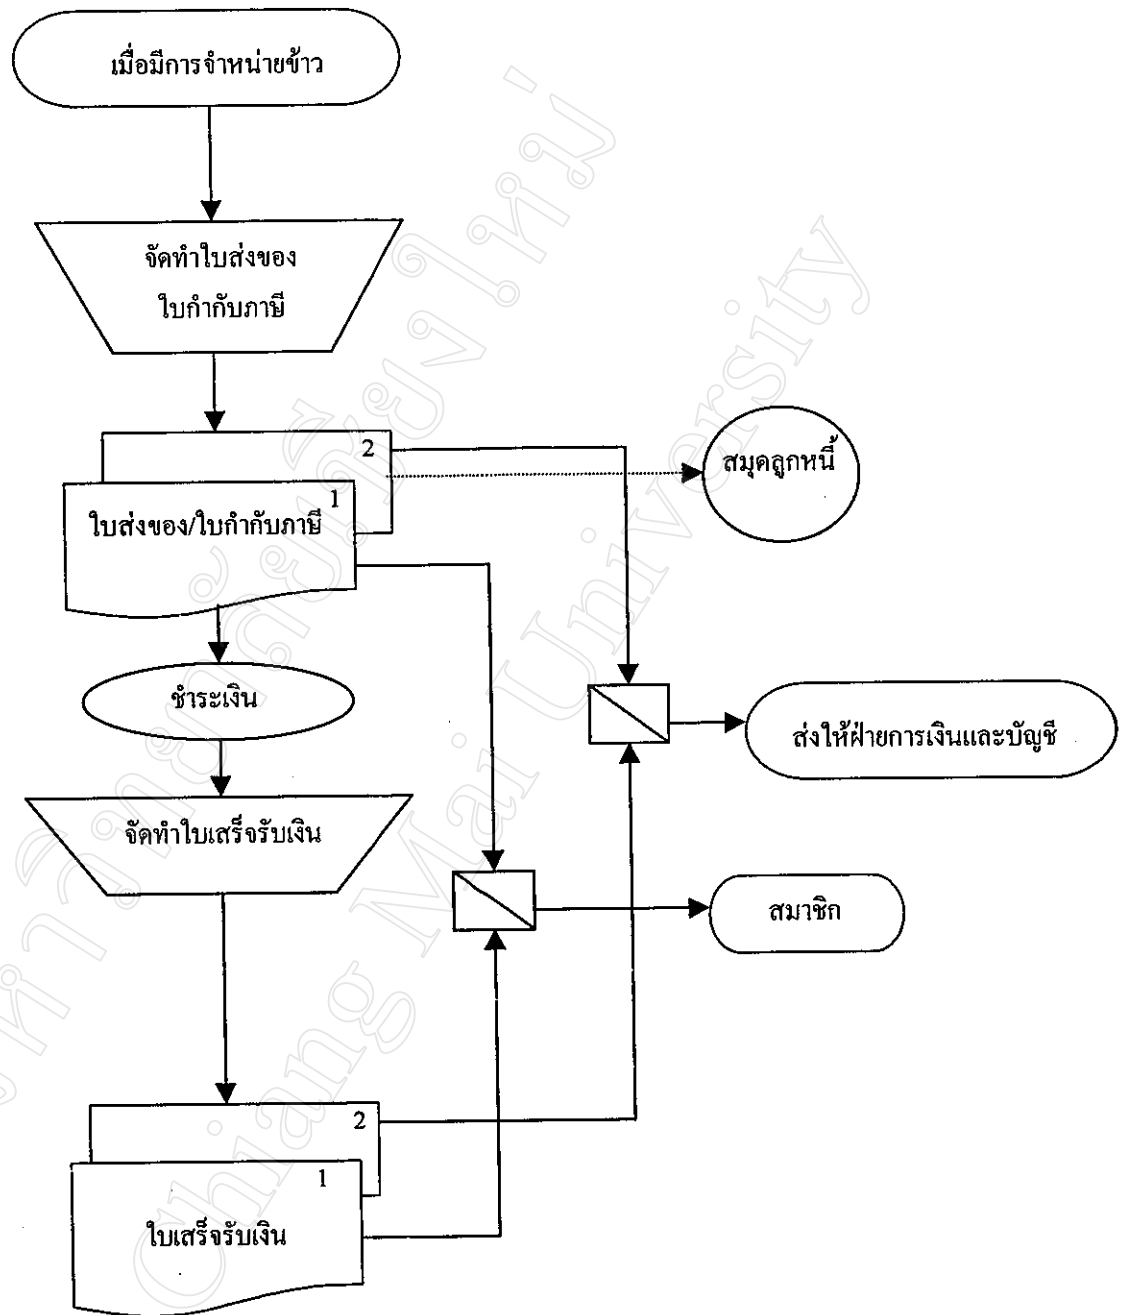 เมื่อมีการจำหน่ายข้าว
จัดทำใบส่งของ
ใบกำกับภาษี
2
1
ใบส่งของ/ใบกำกับภาษี
สมุดลูกหนี้
ชำระเงิน
ส่งให้ฝ่ายการเงินและบัญชี
จัดทำใบเสร็จรับเงิน
สมาชิก
2
1
ใบเสร็จรับเงิน
Chiang Mai University